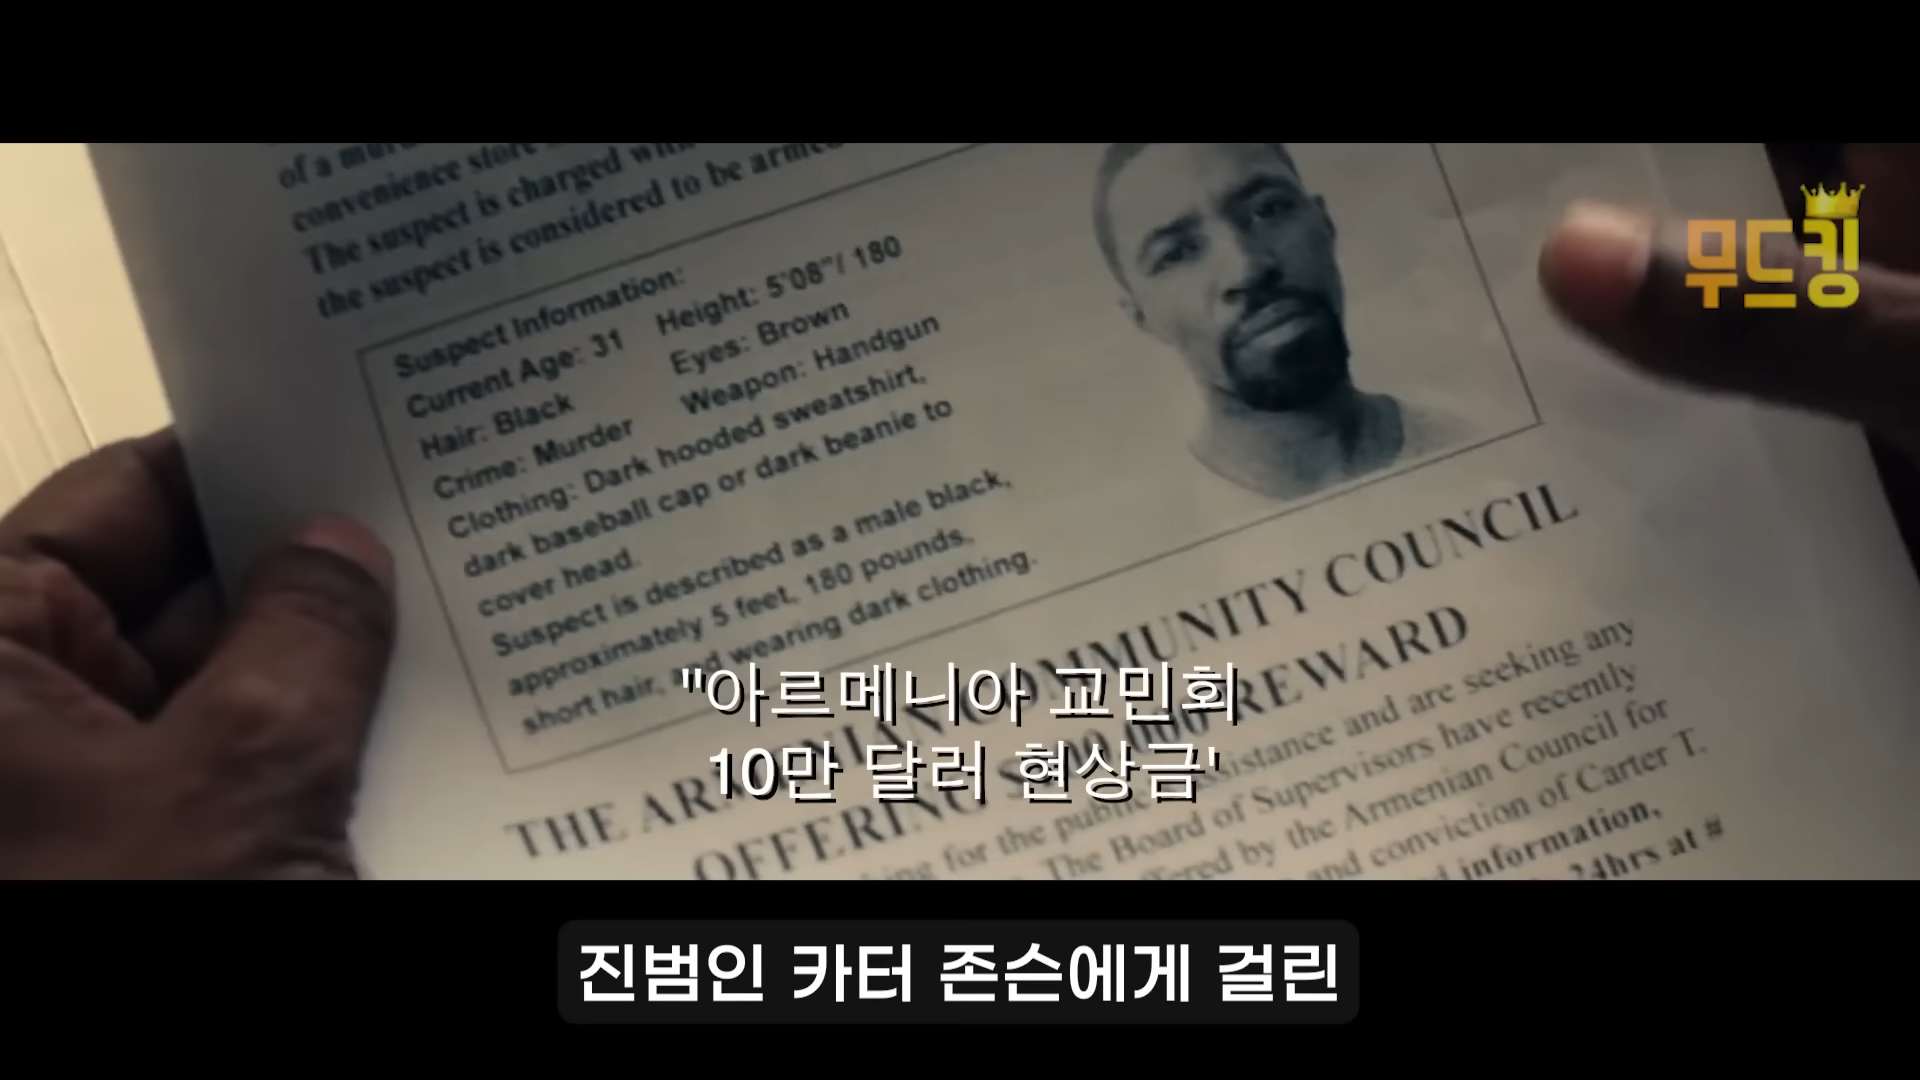 of a
convenience store
The suspect is charged with
the suspect is considered to be armed
Suspect Information:
Current Age: 31 Height: 5'08"/ 180
Hair: Black Eyes: Brown
Crime: Murder Weapon: Handgun
Clothing: Dark hooded sweatshirt,
dark baseball cap or dark beanie to
cover head.
Suspect is described as a male black,
approximately 5 feet, 180 pounds,
short hair, and wearing dark clothing.
무드킹
THE ARMENIAN COMMUNITY COUNCIL
OFFERING REWARD
for the public assistance and are seeking any
The Board of Supervisors have recently
offered by the Armenian Council for
and conviction of Carter T.
information,
24hrs at #
"아르메니아 교민회
10만 달러 현상금'
진범인 카터 존슨에게 걸린